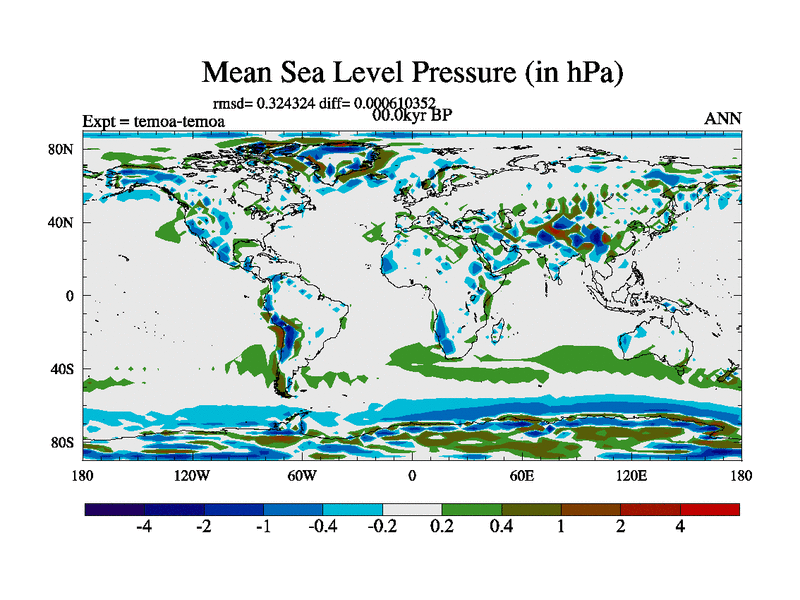 Mean Sea Level Pressure (in hPa)
rmsd= 0.324324 diff= 0.000610352
Expt = temoa-temoa 00.0kyr BP ANN
80N
40N
0
40S
80S
180 120W 60W 0 60E 120E 180
-4 -2 -1 -0.4 -0.2 0.2 0.4 1 2 4